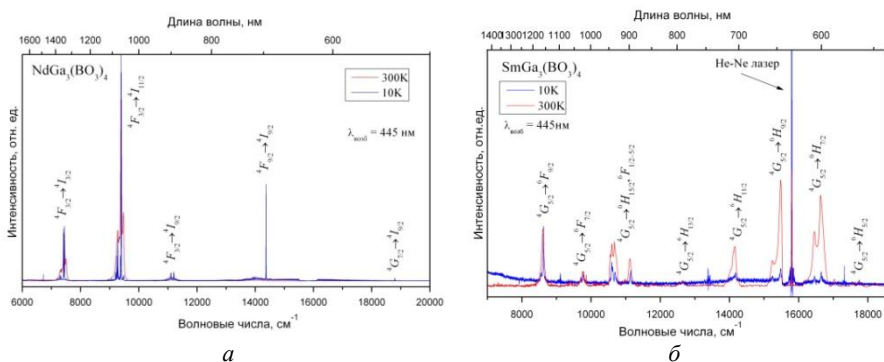 Длина волны, нм
1400
1300
1200
1100
1000
900
800
700
600
NdGa₃(BO₃)₄
300K
10K
λвозб = 445 нм
⁴F₃/₂→⁴I₃/₂
⁴F₃/₂→⁴I₁₁/₂
⁴F₃/₂→⁴I₉/₂
⁴F₉/₂→⁴I₉/₂
⁴G₇/₂→⁴I₉/₂
Интенсивность, отн.ед.
6000 8000 10000 12000 14000 16000 18000 20000
Волновые числа, см⁻¹
а
Длина волны, нм
1400 1300 1200 1100 1000 900 800 700 600
SmGa₃(BO₃)₄
He-Ne лазер
10K
300K
λвозб = 445нм
⁴G₅/₂→⁶F₉/₂
⁴G₅/₂→⁶F₇/₂
⁴G₅/₂→⁶H₁₅/₂, ⁶F₁/₂₋₅/₂
⁴G₅/₂→⁶H₁₃/₂
⁴G₅/₂→⁶H₁₁/₂
⁴G₅/₂→⁶H₉/₂
⁴G₅/₂→⁶H₇/₂
⁴G₅/₂→⁶H₅/₂
Интенсивность, отн.ед.
8000 10000 12000 14000 16000 18000
Волновые числа, см⁻¹
б